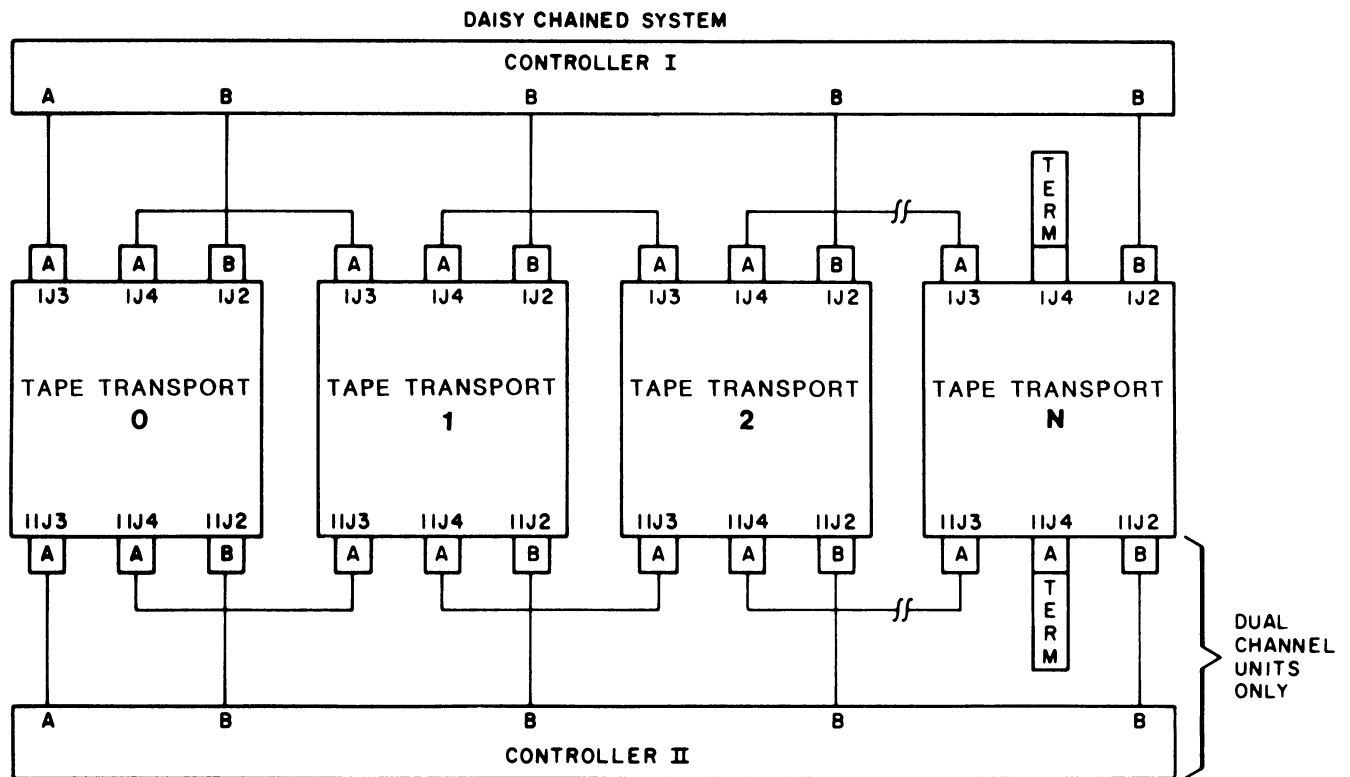 DAISY CHAINED SYSTEM
CONTROLLER I
A B B B B
T
E
R
M
A A B A A B A A B A B
IJ3 IJ4 IJ2 IJ3 IJ4 IJ2 IJ3 IJ4 IJ2 IJ3 IJ4 IJ2
TAPE TRANSPORT TAPE TRANSPORT TAPE TRANSPORT TAPE TRANSPORT
0 1 2 N
IIJ3 IIJ4 IIJ2 IIJ3 IIJ4 IIJ2 IIJ3 IIJ4 IIJ2 IIJ3 IIJ4 IIJ2
A A B A A B A A B A A B
T
E
R
M
DUAL
CHANNEL
UNITS
ONLY
A B B B B
CONTROLLER II